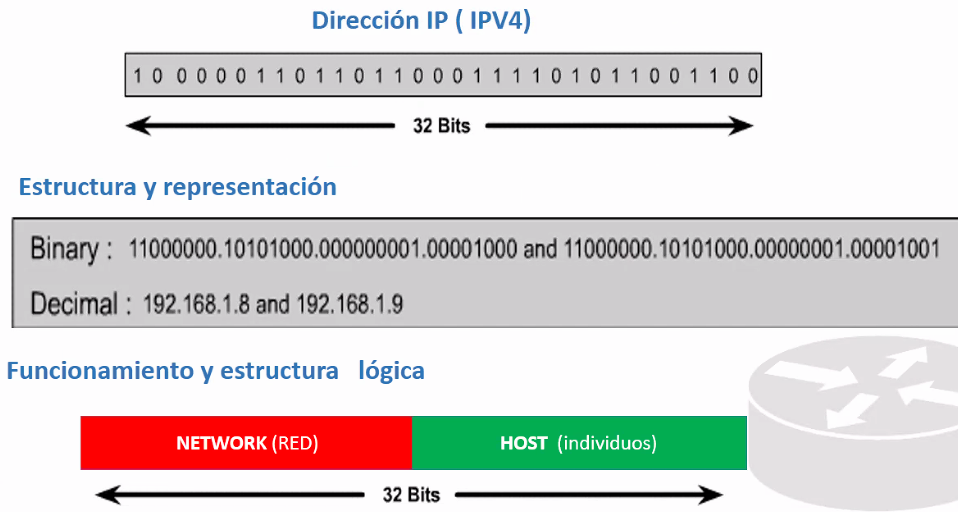 Dirección IP ( IPV4)
1 0 0 0 0 0 1 1 0 1 1 0 1 1 0 0 0 1 1 1 1 0 1 0 1 1 0 0 1 1 0 0
32 Bits
Estructura y representación
Binary : 11000000.10101000.000000001.00001000 and 11000000.10101000.00000001.00001001
Decimal : 192.168.1.8 and 192.168.1.9
Funcionamiento y estructura lógica
NETWORK (RED) HOST (individuos)
32 Bits